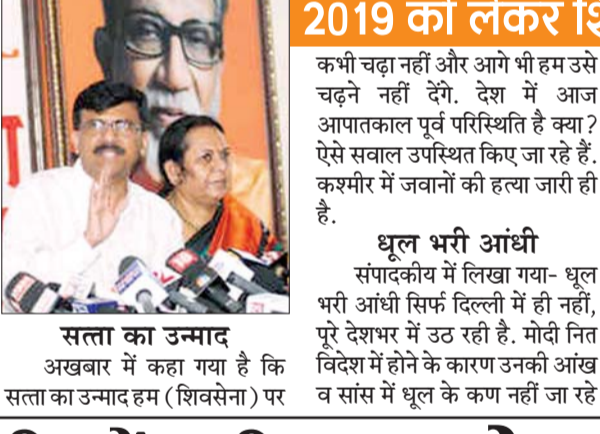 2019 को लेकर
सत्ता का उन्माद
अखबार में कहा गया है कि
सत्ता का उन्माद हम (शिवसेना) पर
कभी चढ़ा नहीं और आगे भी हम उसे
चढ़ने नहीं देंगे. देश में आज
आपातकाल पूर्व परिस्थिति है क्या?
ऐसे सवाल उपस्थित किए जा रहे हैं.
कश्मीर में जवानों की हत्या जारी ही
है.
धूल भरी आंधी
संपादकीय में लिखा गया- धूल
भरी आंधी सिर्फ दिल्ली में ही नहीं,
पूरे देशभर में उठ रही है. मोदी नित
विदेश में होने के कारण उनकी आंख
व सांस में धूल के कण नहीं जा रहे